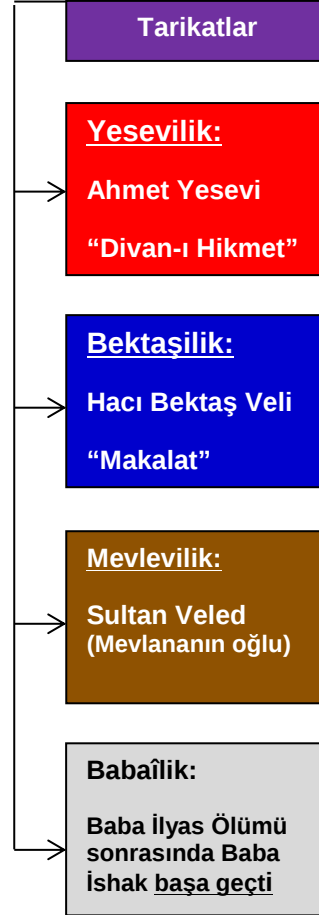 Tarikatlar
Yesevilik:
Ahmet Yesevi
“Divan-ı Hikmet”
Bektaşilik:
Hacı Bektaş Veli
“Makalat”
Mevlevilik:
Sultan Veled
(Mevlananın oğlu)
Babaîlik:
Baba İlyas Ölümü
sonrasında Baba
İshak başa geçti